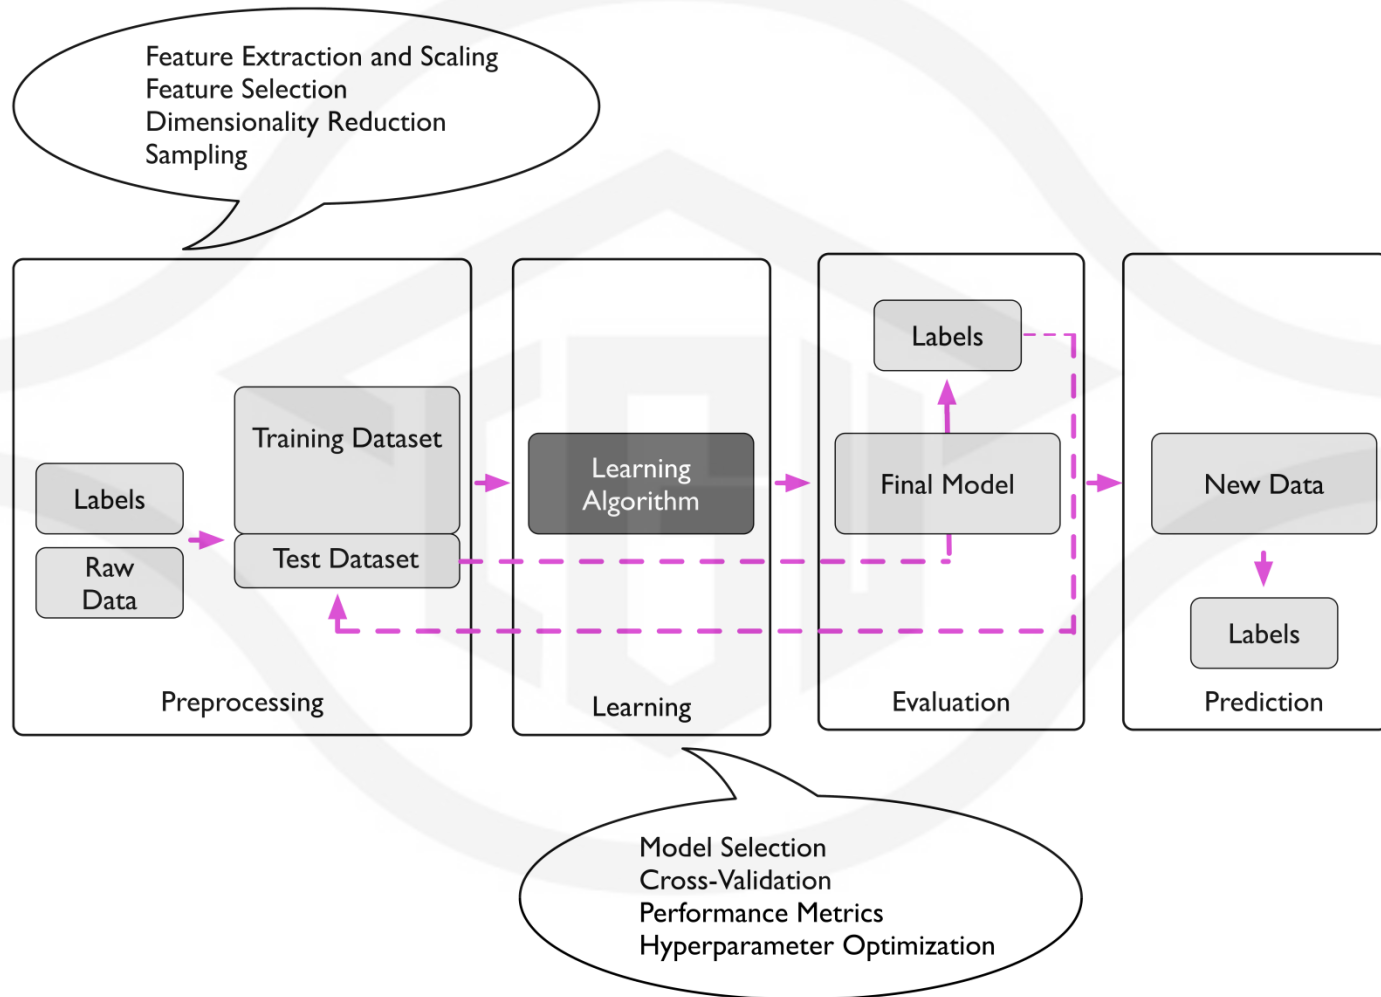 Feature Extraction and Scaling
Feature Selection
Dimensionality Reduction
Sampling
Labels
Raw
Data
Training Dataset
Test Dataset
Preprocessing
Learning
Algorithm
Learning
Labels
Final Model
Evaluation
New Data
Labels
Prediction
Model Selection
Cross-Validation
Performance Metrics
Hyperparameter Optimization